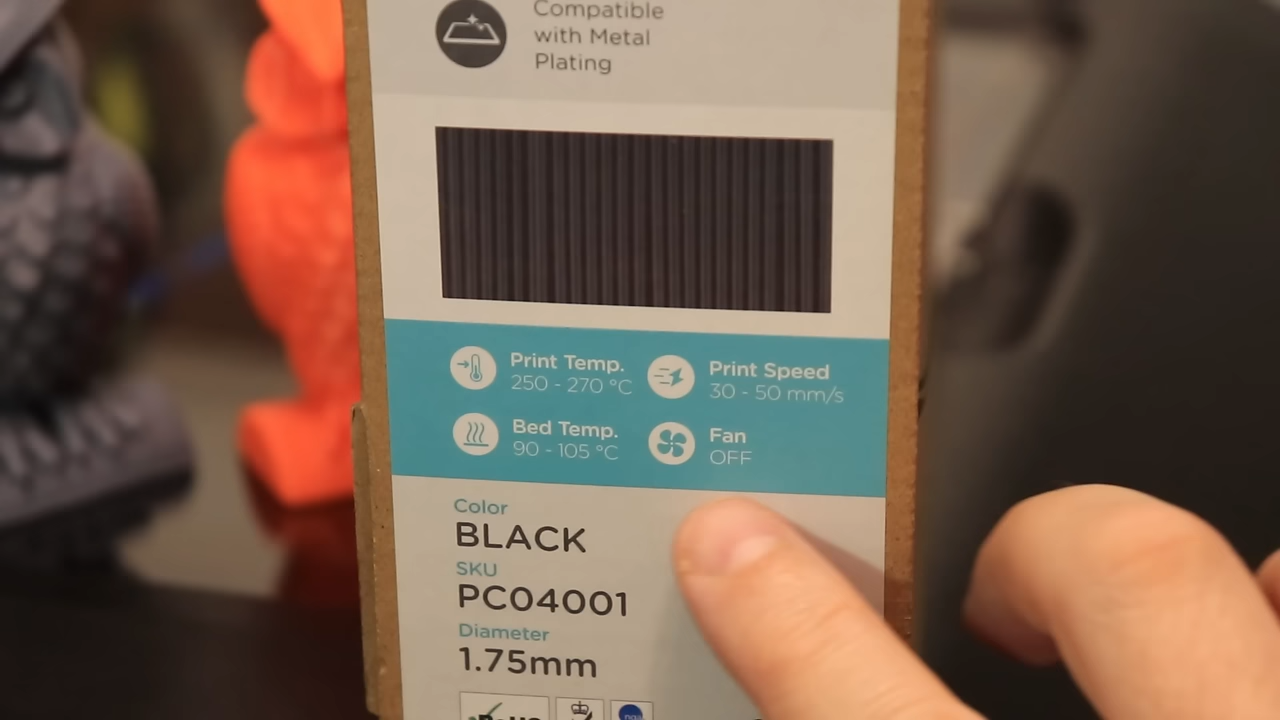 Compatible
with Metal
Plating
Print Temp.
250 - 270 °C
Print Speed
30 - 50 mm/s
Bed Temp.
90 - 105 °C
Fan
OFF
Color
BLACK
SKU
PC04001
Diameter
1.75mm